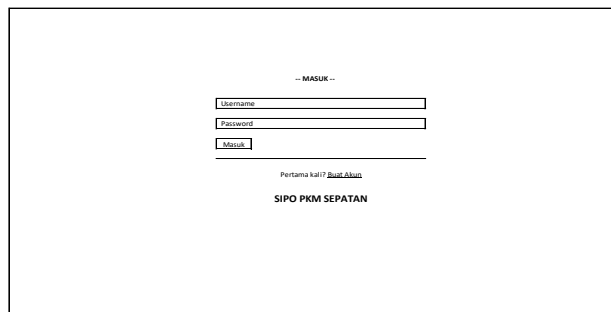 -- MASUK --
Username
Password
Masuk
Pertama kali? Buat Akun
SIPO PKM SEPATAN